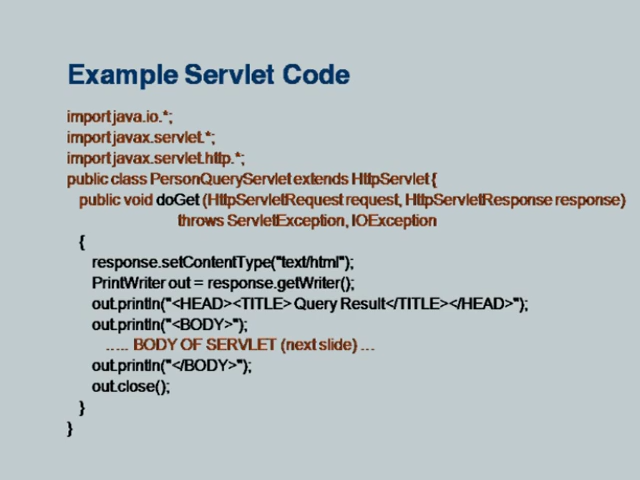 Example Servlet Code
import java.io.*;
import javax.servlet.*;
import javax.servlet.http.*;
public class PersonQueryServlet extends HttpServlet {
public void doGet (HttpServletRequest request, HttpServletResponse response)
throws ServletException, IOException
{
response.setContentType("text/html");
PrintWriter out = response.getWriter();
out.println("<HEAD><TITLE> Query Result</TITLE></HEAD>");
out.println("<BODY>");
….. BODY OF SERVLET (next slide) …
out.println("</BODY>");
out.close();
}
}